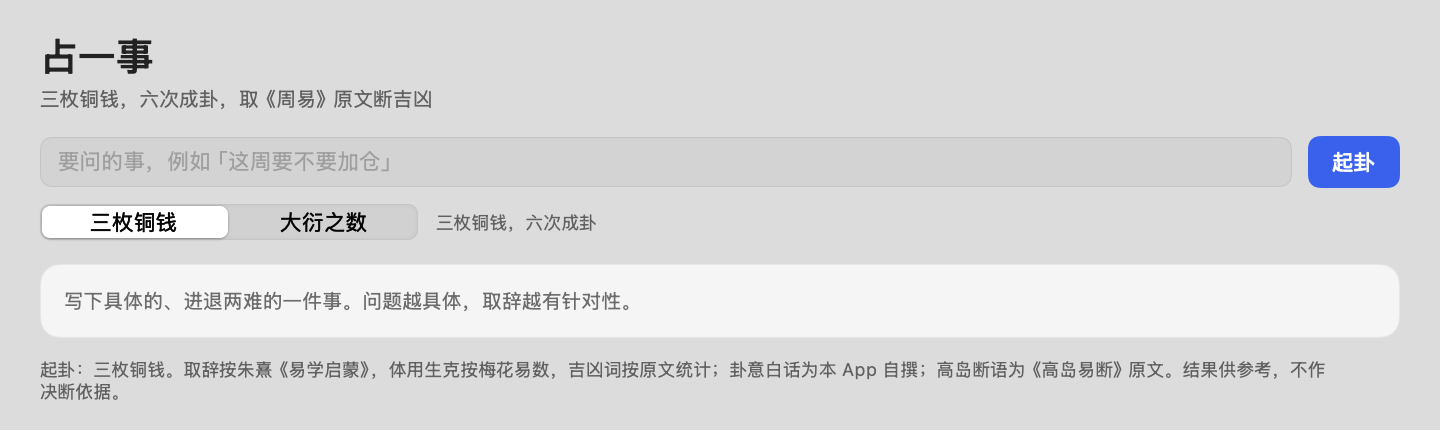 占一事
三枚铜钱，六次成卦，取《周易》原文断吉凶
要问的事，例如「这周要不要加仓」
起卦
三枚铜钱 大衍之数 三枚铜钱，六次成卦
写下具体的、进退两难的一件事。问题越具体，取辞越有针对性。
起卦：三枚铜钱。取辞按朱熹《易学启蒙》，体用生克按梅花易数，吉凶词按原文统计；卦意白话为本 App 自撰；高岛断语为《高岛易断》原文。结果供参考，不作
决断依据。